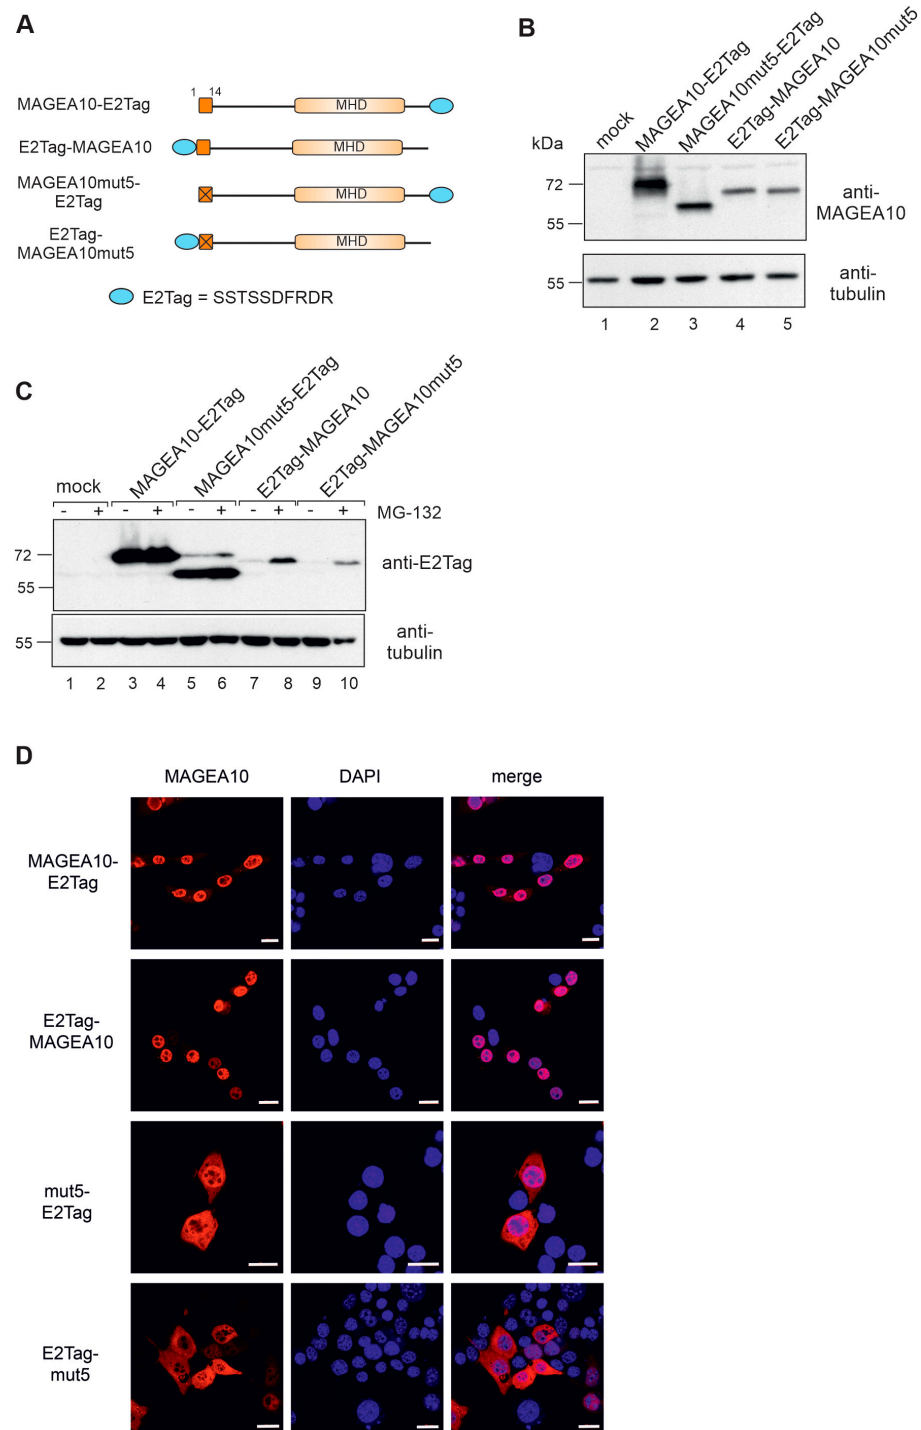 A
1 14
MAGEA10-E2Tag
MHD
E2Tag-MAGEA10
MHD
MAGEA10mut5-
E2Tag
MHD
E2Tag-
MAGEA10mut5
MHD
E2Tag = SSTSSDFRDR
B
kDa
mock
MAGEA10-E2Tag
MAGEA10mut5-E2Tag
E2Tag-MAGEA10
E2Tag-MAGEA10mut5
72
55
anti-
MAGEA10
55
anti-
tubulin
1 2 3 4 5
C
mock
MAGEA10-E2Tag
MAGEA10mut5-E2Tag
E2Tag-MAGEA10
E2Tag-MAGEA10mut5
- + - + - + - + - +
MG-132
72
55
anti-E2Tag
55
anti-
tubulin
1 2 3 4 5 6 7 8 9 10
D
MAGEA10 DAPI merge
MAGEA10-
E2Tag
E2Tag-
MAGEA10
mut5-
E2Tag
E2Tag-
mut5